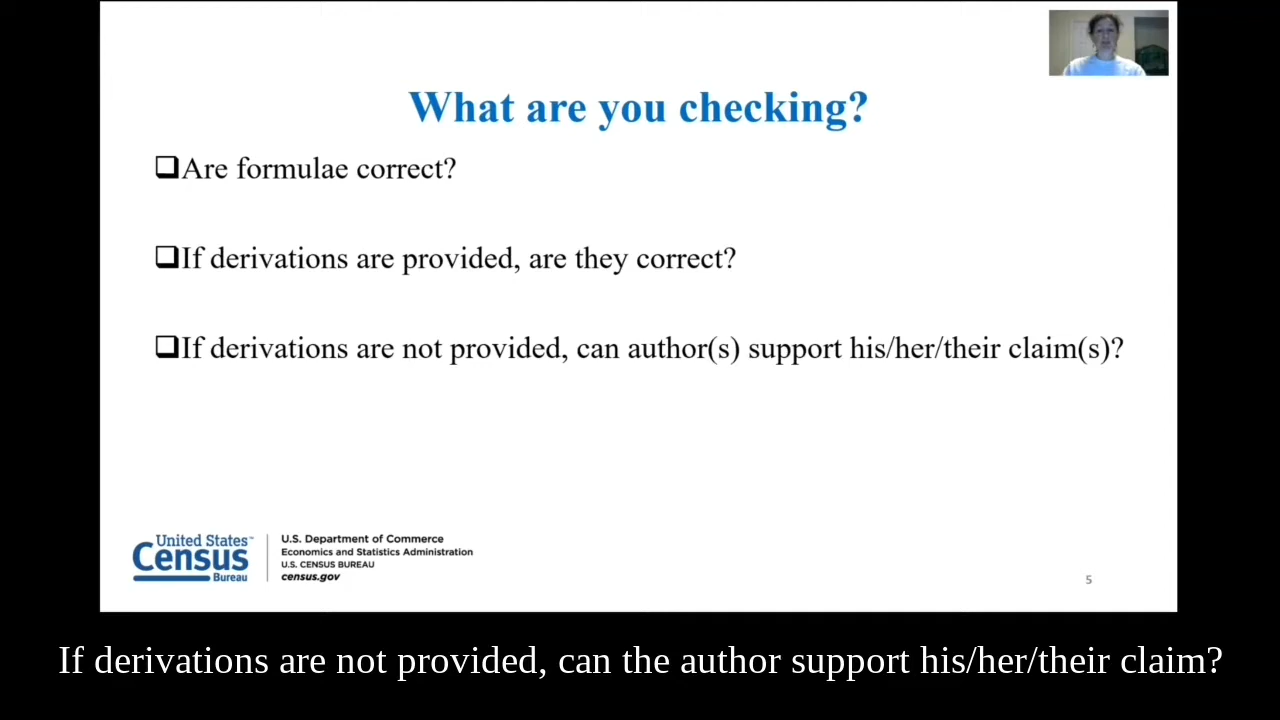 What are you checking?
Are formulae correct?
If derivations are provided, are they correct?
If derivations are not provided, can author(s) support his/her/their claim(s)?
United States™
Census
Bureau
U.S. Department of Commerce
Economics and Statistics Administration
U.S. CENSUS BUREAU
census.gov
5
If derivations are not provided, can the author support his/her/their claim?